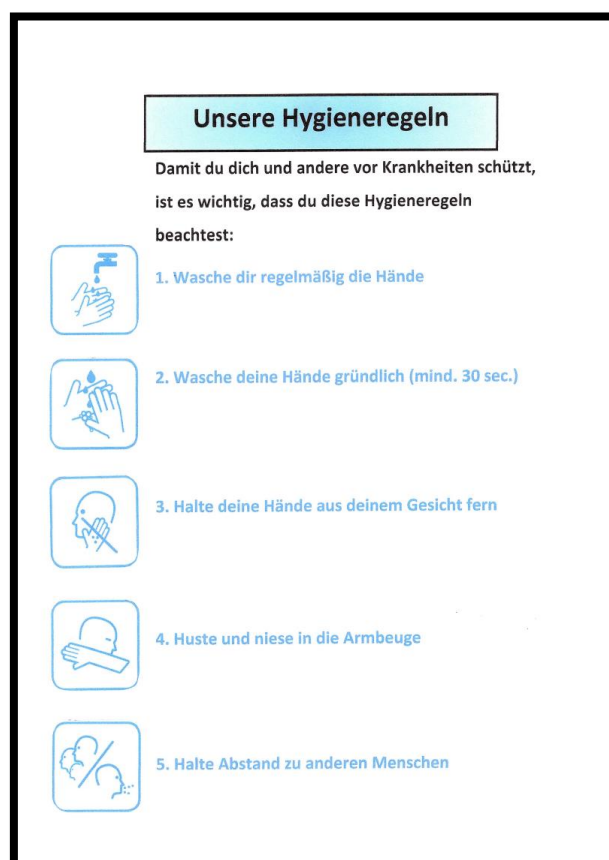 Unsere Hygieneregeln
Damit du dich und andere vor Krankheiten schützt,
ist es wichtig, dass du diese Hygieneregeln
beachtest:
1. Wasche dir regelmäßig die Hände
2. Wasche deine Hände gründlich (mind. 30 sec.)
3. Halte deine Hände aus deinem Gesicht fern
4. Huste und niese in die Armbeuge
5. Halte Abstand zu anderen Menschen